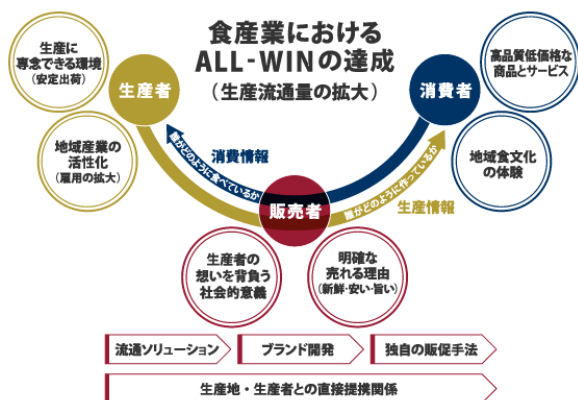 食産業における
ALL-WINの達成
（生産流通量の拡大）
生産に
専念できる環境
（安定出荷）
生産者
地域産業の
活性化
（雇用の拡大）
消費者
高品質低価格な
商品とサービス
地域食文化
の体験
消費情報
誰がどのように食べているか
販売者
誰がどのように作っているか
生産情報
生産者の
想いを背負う
社会的意義
明確な
売れる理由
（新鮮・安い・旨い）
流通ソリューション
ブランド開発
独自の販促手法
生産地・生産者との直接提携関係